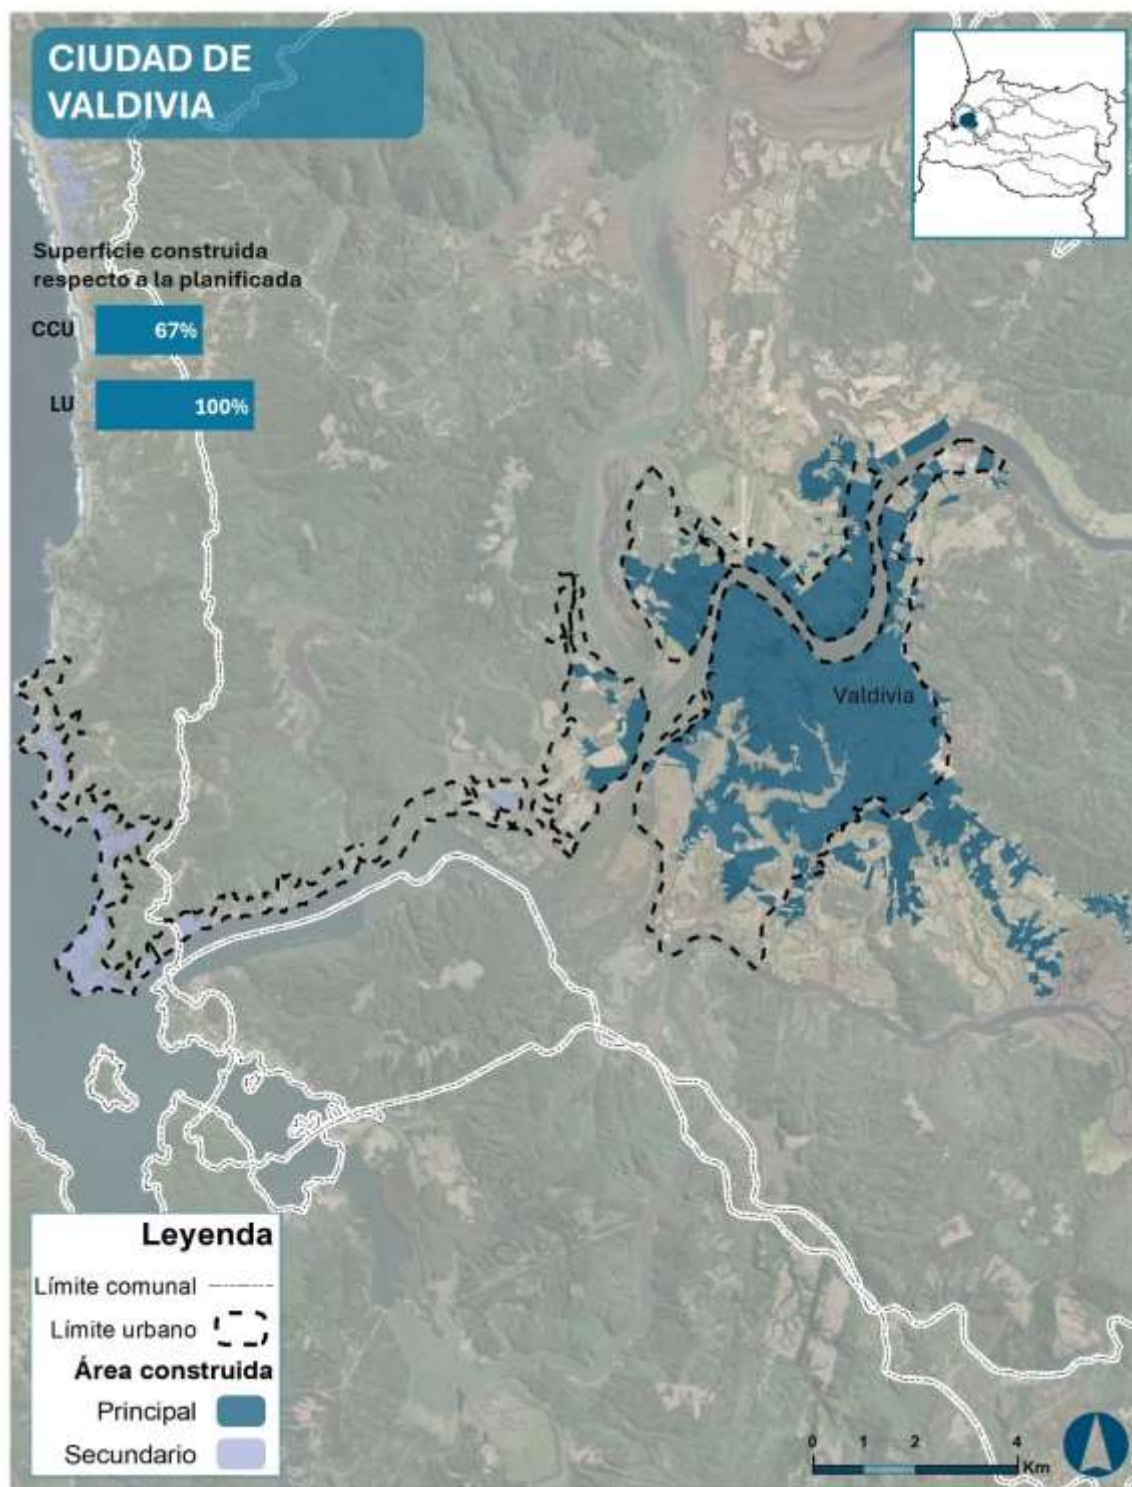 CIUDAD DE
VALDIVIA
Superficie construida
respecto a la planificada
CCU 67%
LU 100%
Valdivia
Leyenda
Límite comunal
Límite urbano
Área construida
Principal
Secundario
0 1 2 4
Km